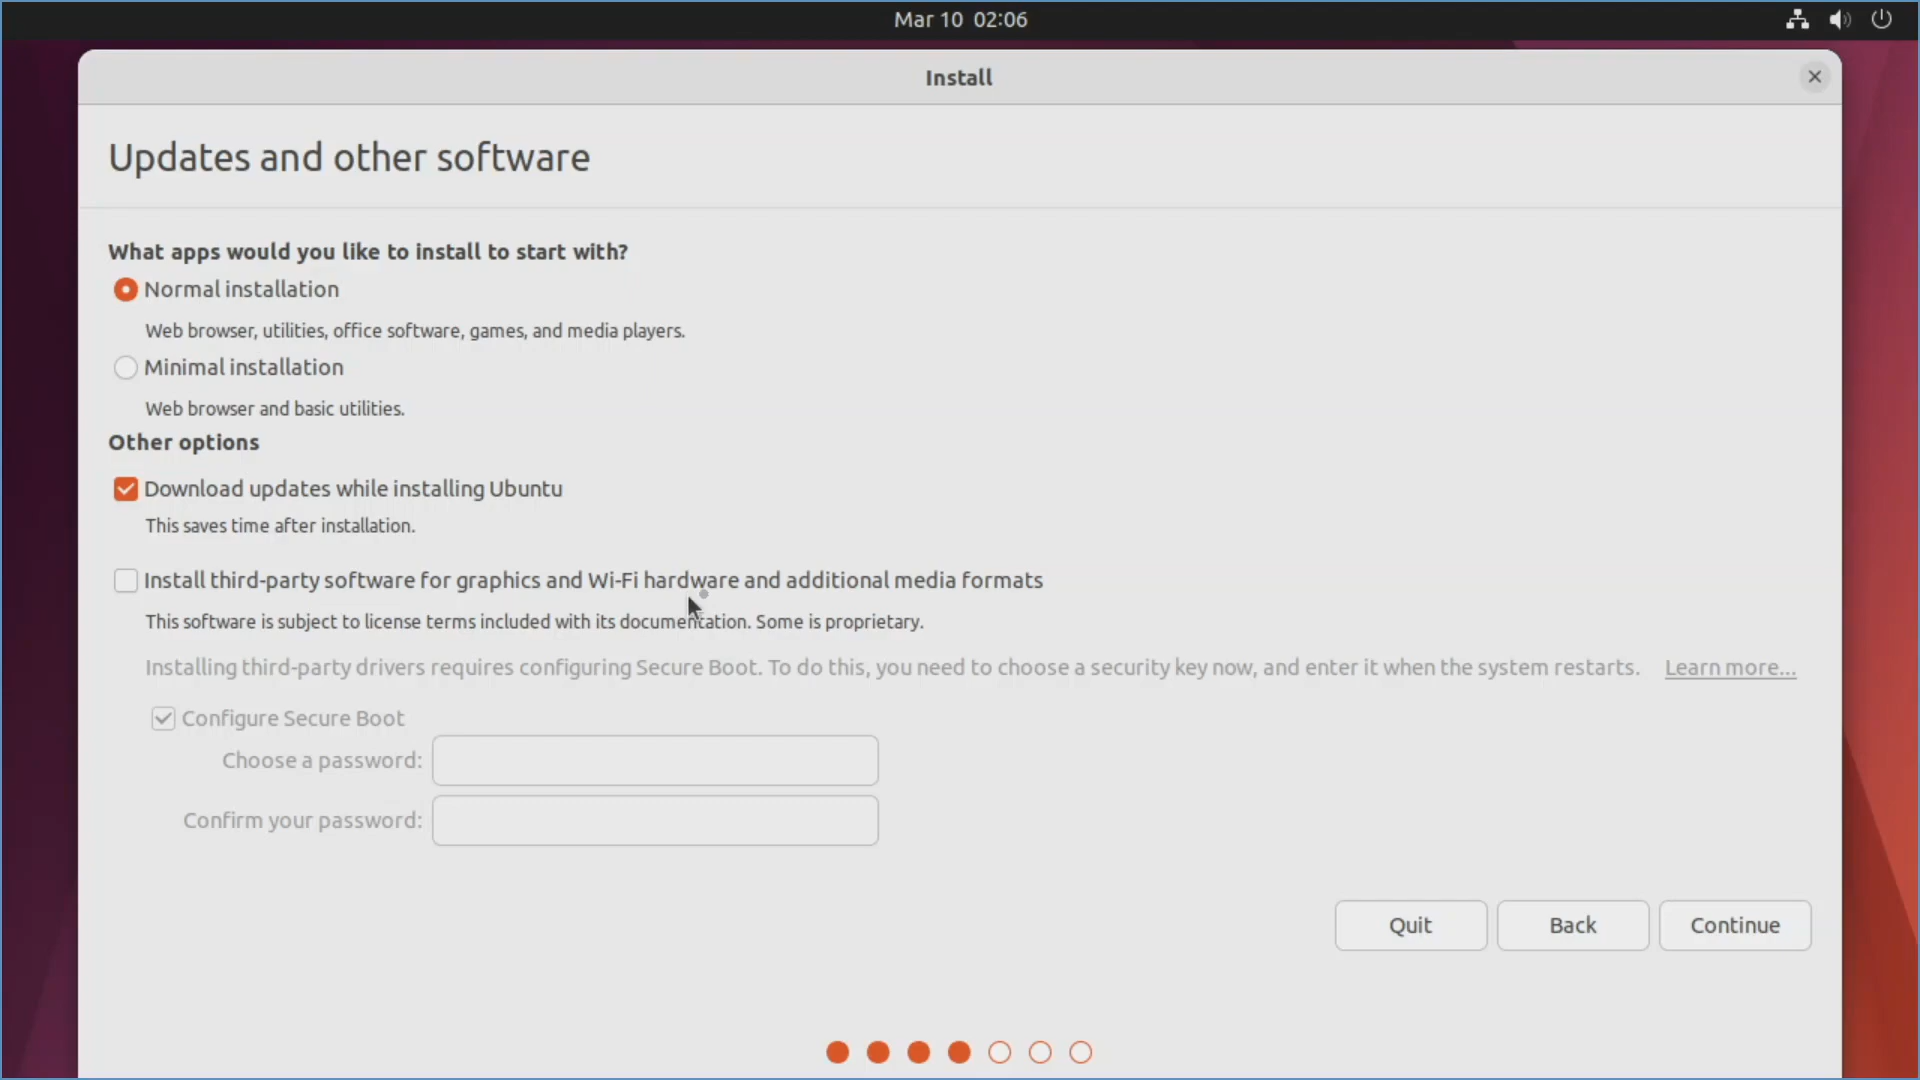 Mar 10 02:06
Install
Updates and other software
What apps would you like to install to start with?
Normal installation
Web browser, utilities, office software, games, and media players.
Minimal installation
Web browser and basic utilities.
Other options
Download updates while installing Ubuntu
This saves time after installation.
Install third-party software for graphics and Wi-Fi hardware and additional media formats
This software is subject to license terms included with its documentation. Some is proprietary.
Installing third-party drivers requires configuring Secure Boot. To do this, you need to choose a security key now, and enter it when the system restarts. Learn more...
Configure Secure Boot
Choose a password:
Confirm your password:
Quit Back Continue